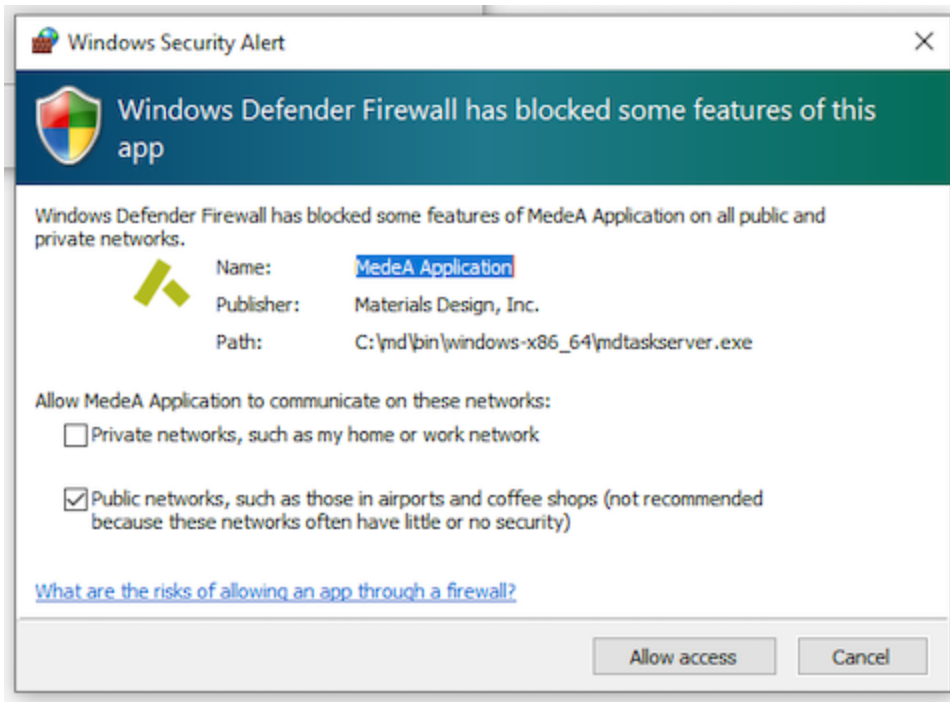 Windows Security Alert
Windows Defender Firewall has blocked some features of this
app
Windows Defender Firewall has blocked some features of MedeA Application on all public and
private networks.
Name: MedeA Application
Publisher: Materials Design, Inc.
Path: C:\md\bin\windows-x86_64\mdtaskserver.exe
Allow MedeA Application to communicate on these networks:
Private networks, such as my home or work network
Public networks, such as those in airports and coffee shops (not recommended
because these networks often have little or no security)
What are the risks of allowing an app through a firewall?
Allow access Cancel